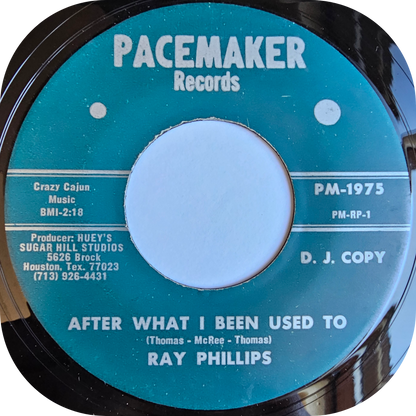 PACEMAKER
Records
Crazy Cajun
Music
BMI-2:18
PM-1975
PM-RP-1
Producer: HUEY'S
SUGAR HILL STUDIOS
5626 Brock
Houston, Tex. 77023
(713) 926-4431
D. J. COPY
AFTER WHAT I BEEN USED TO
(Thomas - McRee - Thomas)
RAY PHILLIPS